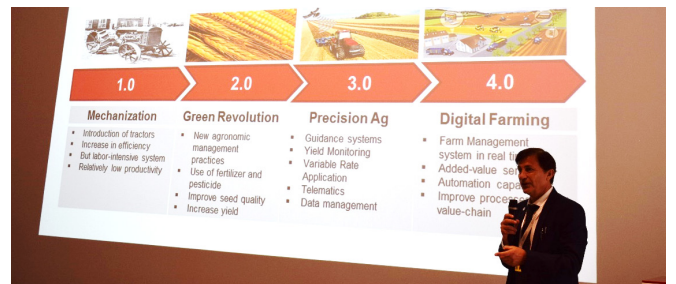 1.0
2.0
3.0
4.0
Mechanization
Introduction of tractors
Increase in efficiency
But labor-intensive system
Relatively low productivity
Green Revolution
New agronomic
management
practices
Use of fertilizer and
pesticide
Improve seed quality
Increase yield
Precision Ag
Guidance systems
Yield Monitoring
Variable Rate
Application
Telematics
Data management
Digital Farming
Farm Management
system in real
Added-value
Automation
Improve
value-chain